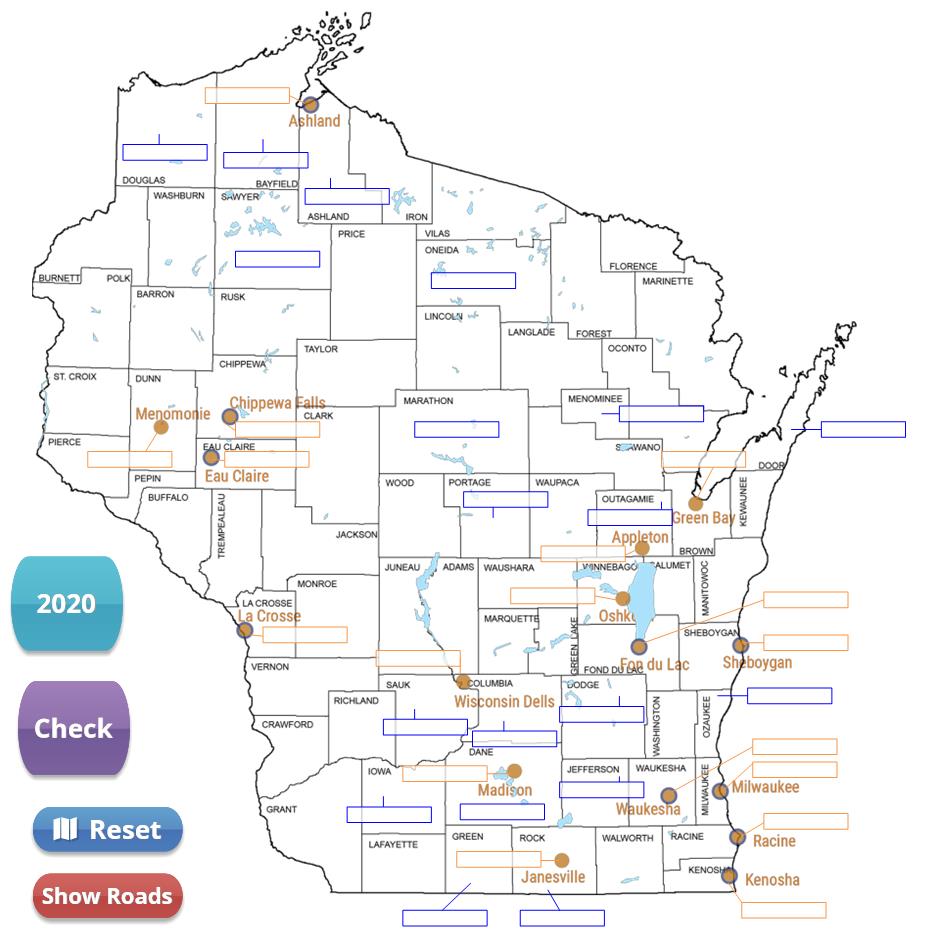 Ashland
DOUGLAS
BAYFIELD
WASHBURN
SAWYER
ASHLAND
IRON
PRICE
VILAS
ONEIDA
FLORENCE
BURNETT
POLK
MARINETTE
BARRON
RUSK
LINCOLN
LANGLADE
FOREST
TAYLOR
OCONTO
CHIPPEWA
ST. CROIX
DUNN
MENOMINEE
MARATHON
Chippewa Falls
Menomonie
CLARK
PIERCE
EAU CLAIRE
SHAWANO
DOOR
Eau Claire
PEPIN
WOOD
PORTAGE
WAUPACA
BUFFALO
OUTAGAMIE
KEWAUNEE
TREMPEALEAU
Green Bay
JACKSON
Appleton
BROWN
JUNEAU
ADAMS
WAUSHARA
WINNEBAGO
CALUMET
MANITOWOC
MONROE
2020
LA CROSSE
La Crosse
MARQUETTE
GREEN LAKE
SHEBOYGAN
VERNON
FOND DU LAC
Fon du Lac
Sheboygan
SAUK
COLUMBIA
DODGE
RICHLAND
Wisconsin Dells
WASHINGTON
OZAUKEE
CRAWFORD
Check
DANE
IOWA
JEFFERSON
WAUKESHA
MILWAUKEE
Madison
Milwaukee
GRANT
Waukesha
Reset
LAFAYETTE
GREEN
ROCK
WALWORTH
RACINE
Racine
KENOSHA
Kenosha
Janesville
Show Roads